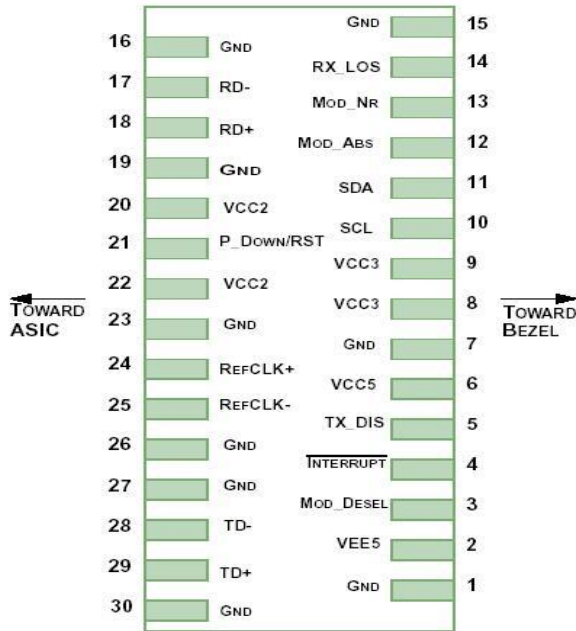 GND 15
16 GND
RX_LOS 14
17 RD-
MOD_NR 13
18 RD+
MOD_ABS 12
19 GND
SDA 11
20 VCC2
SCL 10
21 P_DOWN/RST
VCC3 9
22 VCC2
VCC3 8
TOWARD ASIC
TOWARD BEZEL
23 GND
GND 7
24 REFCLK+
VCC5 6
25 REFCLK-
TX_DIS 5
26 GND
INTERRUPT 4
27 GND
MOD_DESEL 3
28 TD-
VEE5 2
29 TD+
GND 1
30 GND